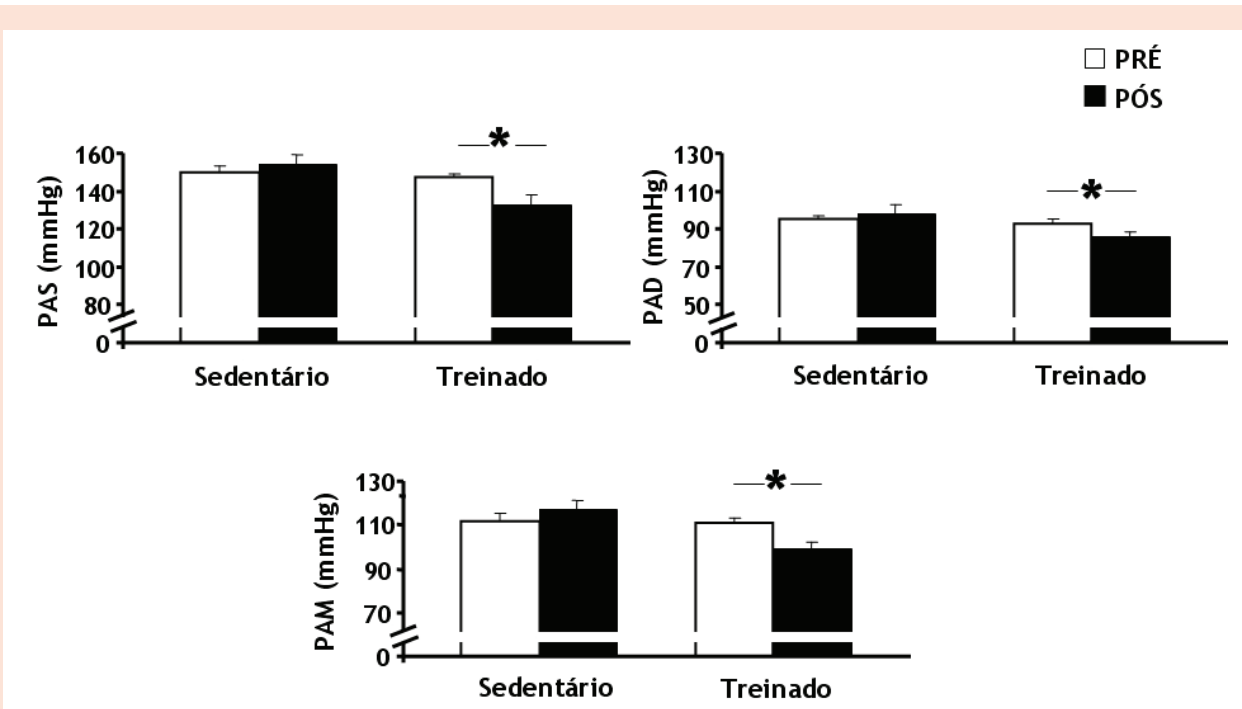 PRÉ
PÓS
PAS (mmHg)
160
140
120
100
80
0
*
Sedentário
Treinado
PAD (mmHg)
130
110
90
70
50
0
*
Sedentário
Treinado
PAM (mmHg)
130
110
90
70
0
*
Sedentário
Treinado